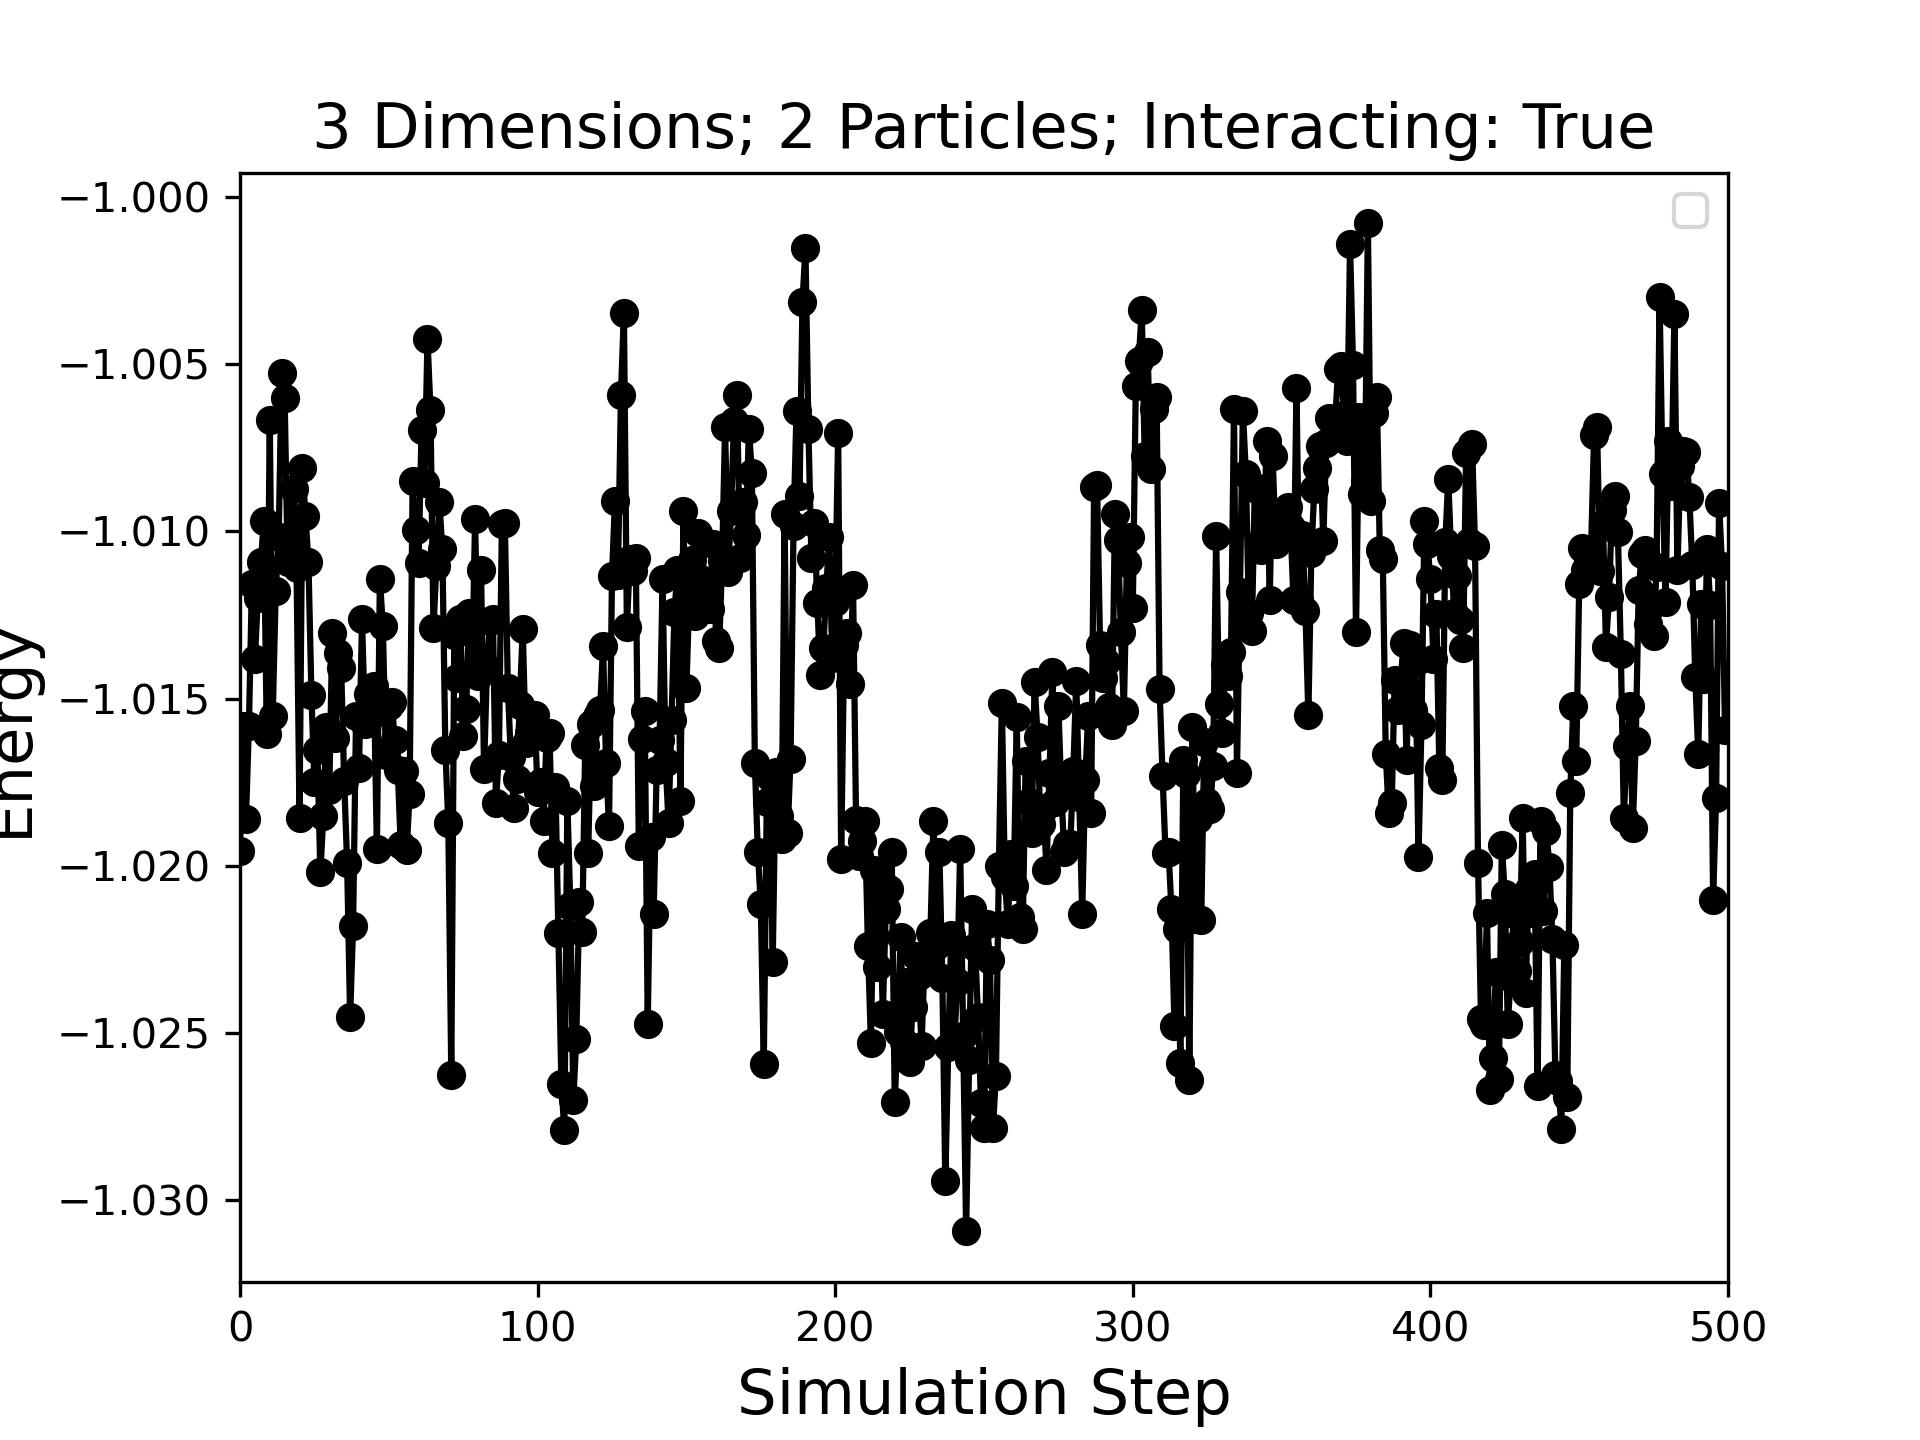 3 Dimensions; 2 Particles; Interacting: True
−1.000
−1.005
−1.010
−1.015
−1.020
−1.025
−1.030
Energy
0 100 200 300 400 500
Simulation Step